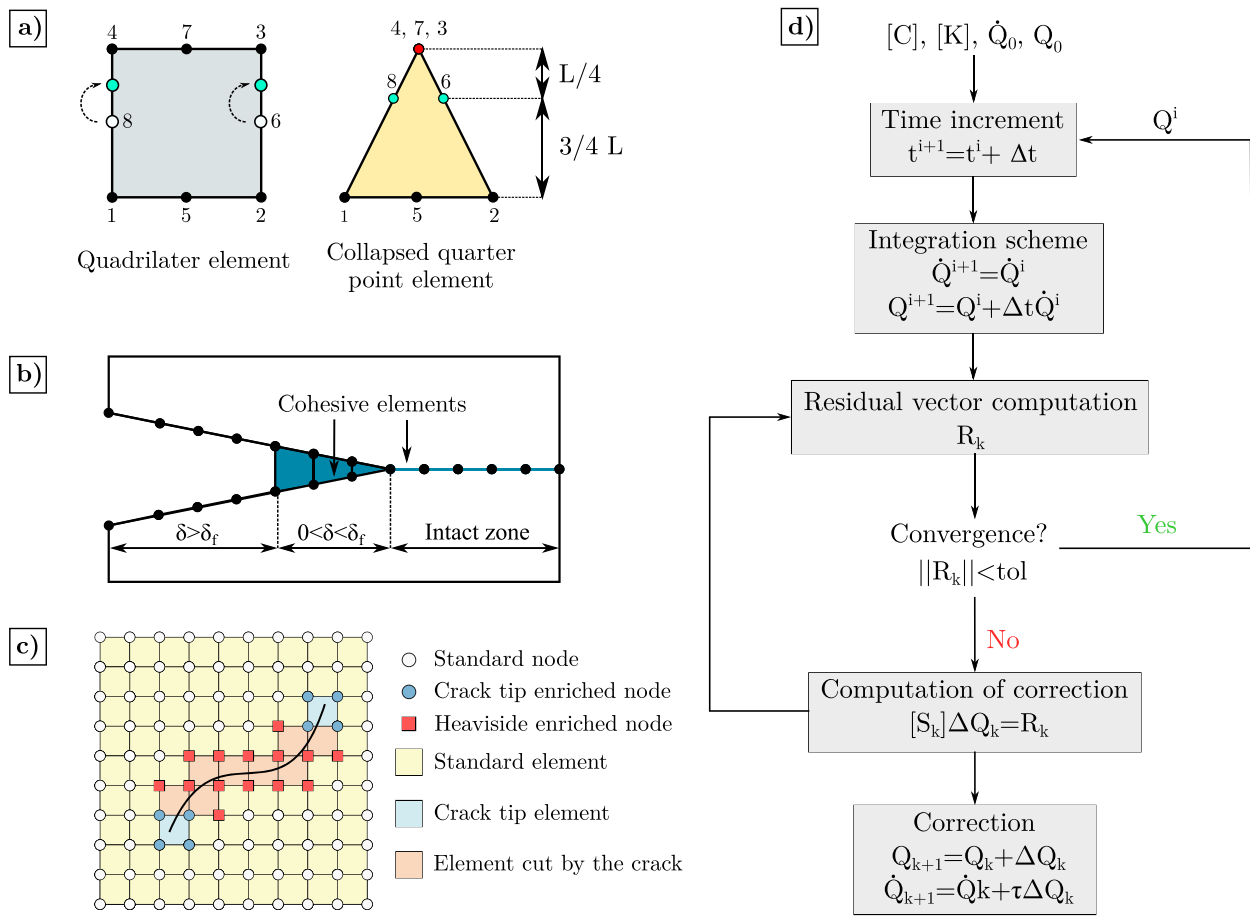 a)
4
7
3
8
6
1
5
2
Quadrilater element
4, 7, 3
8
6
1
5
2
L/4
3/4 L
Collapsed quarter
point element
b)
Cohesive elements
δ>δf
0<δ<δf
Intact zone
c)
Standard node
Crack tip enriched node
Heaviside enriched node
Standard element
Crack tip element
Element cut by the crack
d)
[C], [K], Q̇₀, Q₀
Time increment
tⁱ⁺¹=tⁱ+ Δt
Qⁱ
Integration scheme
Q̇ⁱ⁺¹=Q̇ⁱ
Qⁱ⁺¹=Qⁱ+ΔtQ̇ⁱ
Residual vector computation
Rₖ
Convergence?
||Rₖ||<tol
Yes
No
Computation of correction
[Sₖ]ΔQₖ=Rₖ
Correction
Qₖ₊₁=Qₖ+ΔQₖ
Q̇ₖ₊₁=Q̇k+τΔQₖ